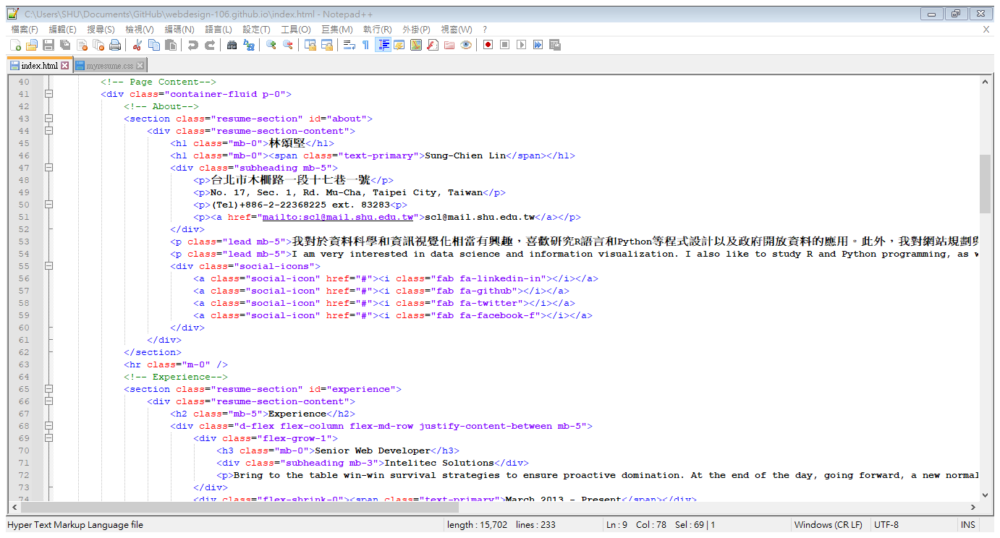 C:\Users\SHU\Documents\GitHub\webdesign-106.github.io\index.html - Notepad++
檔案(F) 編輯(E) 搜尋(S) 檢視(V) 編碼(N) 語言(L) 設定(T) 工具(O) 巨集(M) 執行(R) 外掛(P) 視窗(W) ? X
index.html myresume.css
40 <!-- Page Content-->
41 <div class="container-fluid p-0">
42 <!-- About-->
43 <section class="resume-section" id="about">
44 <div class="resume-section-content">
45 <h1 class="mb-0">林頌堅</h1>
46 <h1 class="mb-0"><span class="text-primary">Sung-Chien Lin</span></h1>
47 <div class="subheading mb-5">
48 <p>台北市木柵路一段十七巷一號</p>
49 <p>No. 17, Sec. 1, Rd. Mu-Cha, Taipei City, Taiwan</p>
50 <p>(Tel)+886-2-22368225 ext. 83283<p>
51 <p><a href="mailto:scl@mail.shu.edu.tw">scl@mail.shu.edu.tw</a></p>
52 </div>
53 <p class="lead mb-5">我對於資料科學和資訊視覺化相當有興趣，喜歡研究R語言和Python等程式設計以及政府開放資料的應用。此外，我對網站規劃與
54 <p class="lead mb-5">I am very interested in data science and information visualization. I also like to study R and Python programming, as w
55 <div class="social-icons">
56 <a class="social-icon" href="#"><i class="fab fa-linkedin-in"></i></a>
57 <a class="social-icon" href="#"><i class="fab fa-github"></i></a>
58 <a class="social-icon" href="#"><i class="fab fa-twitter"></i></a>
59 <a class="social-icon" href="#"><i class="fab fa-facebook-f"></i></a>
60 </div>
61 </div>
62 </section>
63 <hr class="m-0" />
64 <!-- Experience-->
65 <section class="resume-section" id="experience">
66 <div class="resume-section-content">
67 <h2 class="mb-5">Experience</h2>
68 <div class="d-flex flex-column flex-md-row justify-content-between mb-5">
69 <div class="flex-grow-1">
70 <h3 class="mb-0">Senior Web Developer</h3>
71 <div class="subheading mb-3">Intelitec Solutions</div>
72 <p>Bring to the table win-win survival strategies to ensure proactive domination. At the end of the day, going forward, a new normal
73 </div>
74 <div class="flex-shrink-0"><span class="text-primary">March 2013 - Present</span></div>
Hyper Text Markup Language file length : 15,702 lines : 233 Ln : 9 Col : 78 Sel : 69 | 1 Windows (CR LF) UTF-8 INS